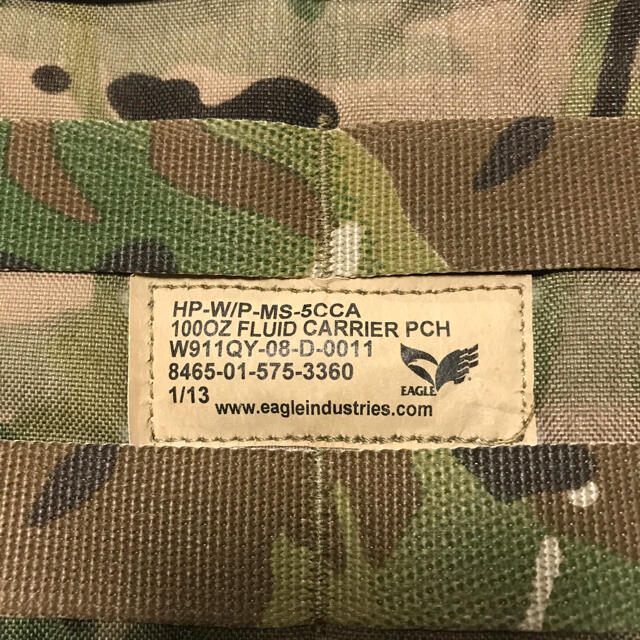 HP-W/P-MS-5CCA
100OZ FLUID CARRIER PCH
W911QY-08-D-0011
8465-01-575-3360
EAGLE
1/13
www.eagleindustries.com